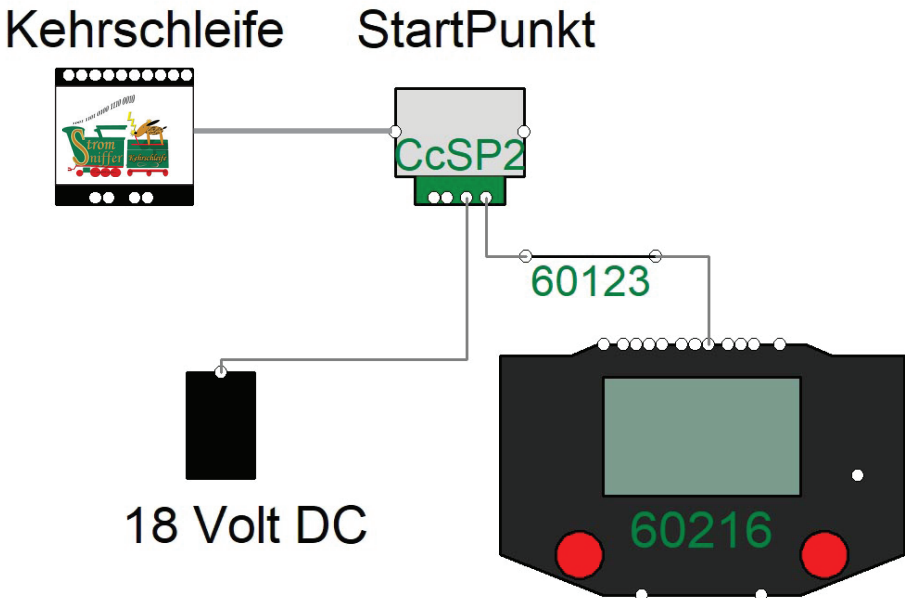 Kehrschleife StartPunkt
Strom
Sniffer Kehrschleife
CcSP2
60123
18 Volt DC
60216